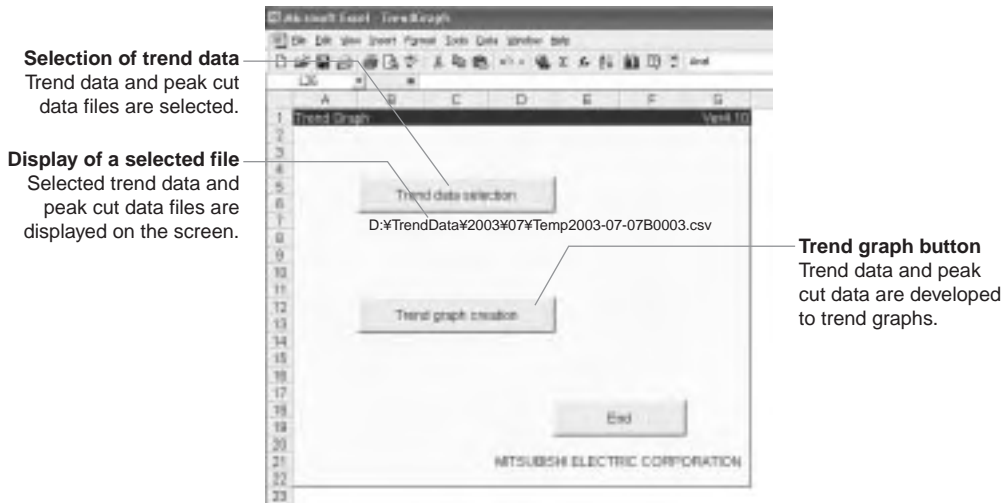 Microsoft Excel - TrendGraph
File Edit View Insert Format Tools Data Window Help
Arial
L26
A B C D E F G
1 Trend Graph Ver4.10
2
3
4
Selection of trend data
Trend data and peak cut
data files are selected.
5
6
Trend data selection
7
D:¥TrendData¥2003¥07¥Temp2003-07-07B0003.csv
Display of a selected file
Selected trend data and
peak cut data files are
displayed on the screen.
8
9
10
11
12
13
Trend graph creation
Trend graph button
Trend data and peak
cut data are developed
to trend graphs.
14
15
16
17
18
19
End
20
21
MITSUBISHI ELECTRIC CORPORATION
22
23